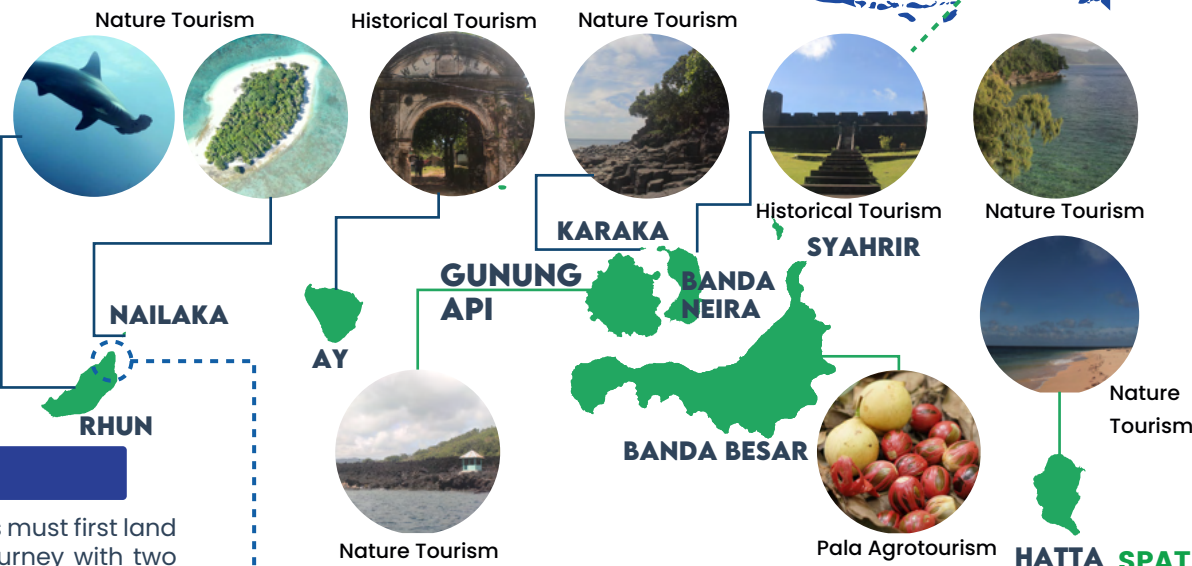 Nature Tourism
Historical Tourism
Nature Tourism
Historical Tourism
Nature Tourism
KARAKA
SYAHRIR
GUNUNG
API
BANDA
NEIRA
NAILAKA
AY
RHUN
Nature
Tourism
BANDA BESAR
s must first land
urney with two
Nature Tourism
Pala Agrotourism
HATTA
SPAT